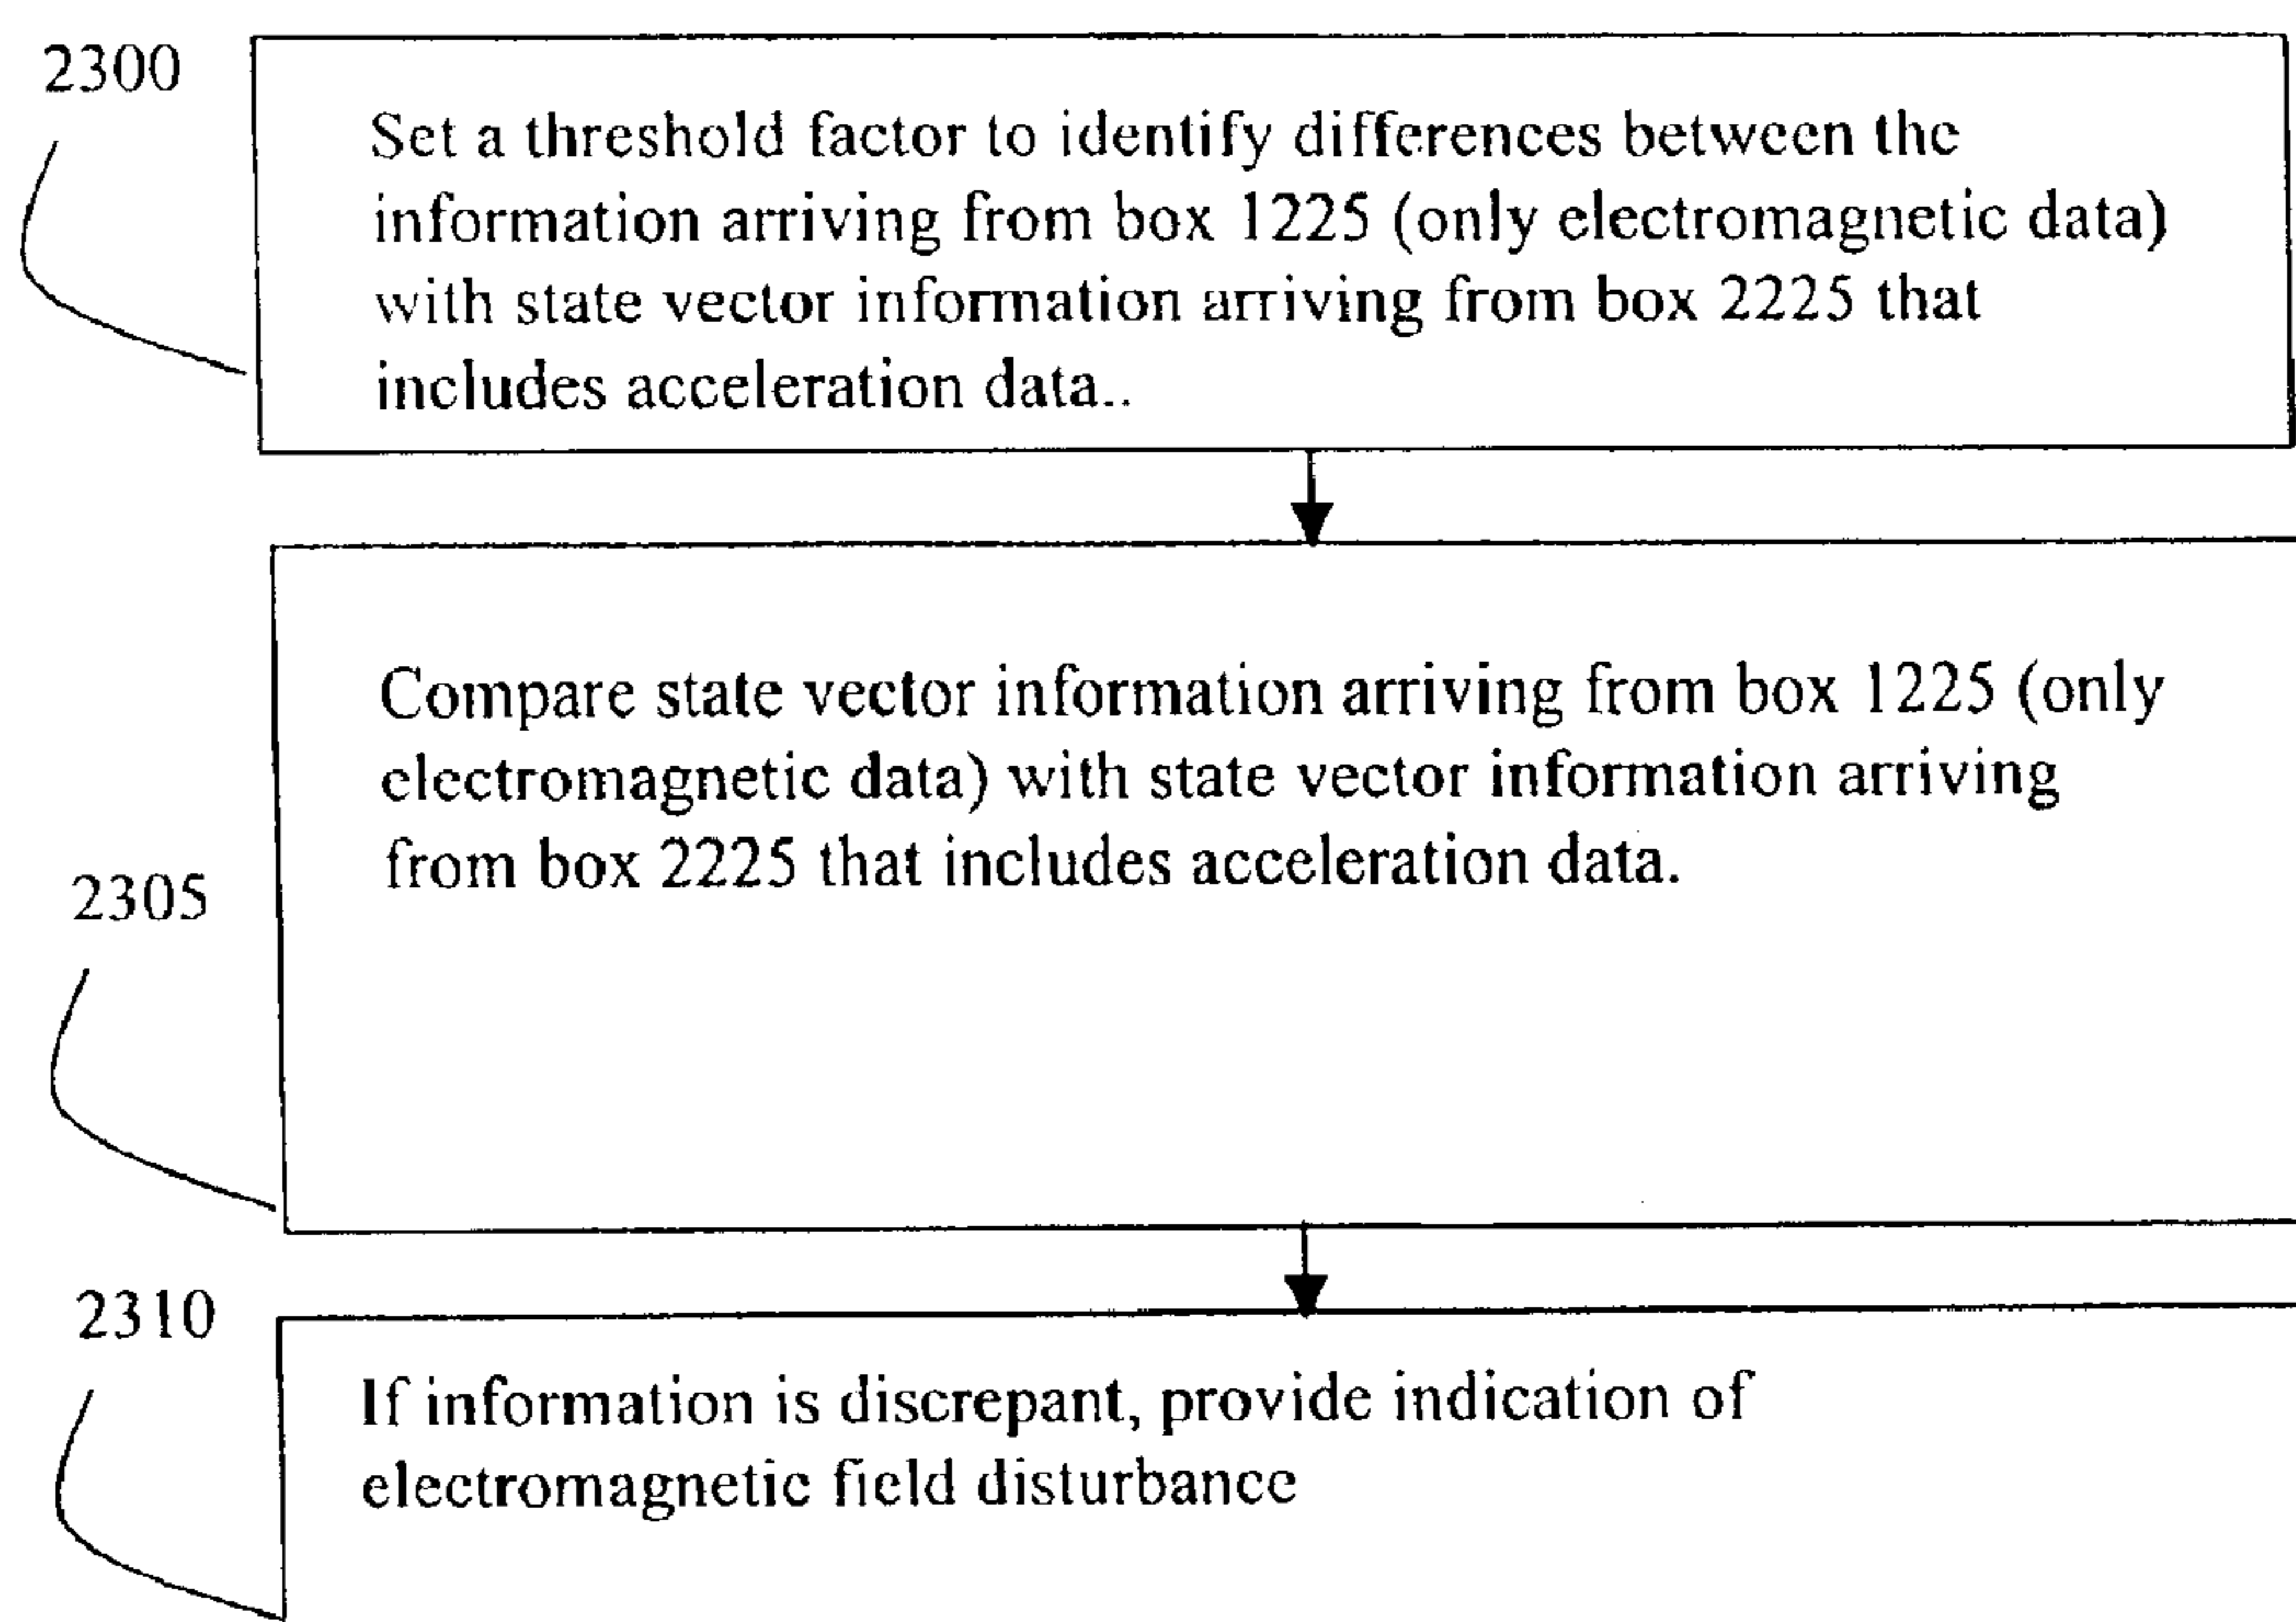 2300
Set a threshold factor to identify differences between the
information arriving from box 1225 (only electromagnetic data)
with state vector information arriving from box 2225 that
includes acceleration data..
Compare state vector information arriving from box 1225 (only
electromagnetic data) with state vector information arriving
from box 2225 that includes acceleration data.
2305
2310
If information is discrepant, provide indication of
electromagnetic field disturbance